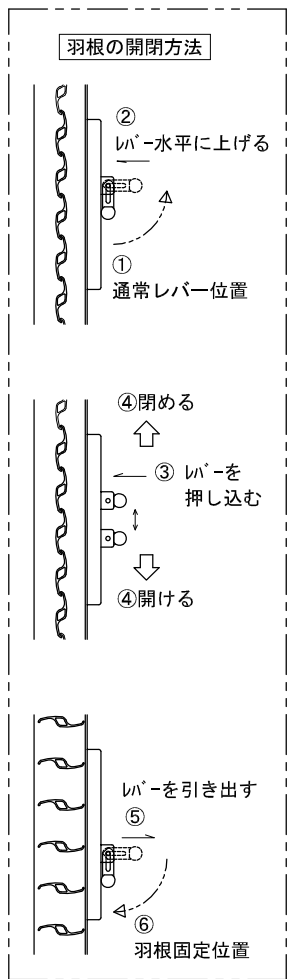 羽根の開閉方法
②
ﾚﾊﾞｰ水平に上げる
①
通常レバー位置
④閉める
③ ﾚﾊﾞｰを
押し込む
④開ける
ﾚﾊﾞｰを引き出す
⑤
⑥
羽根固定位置